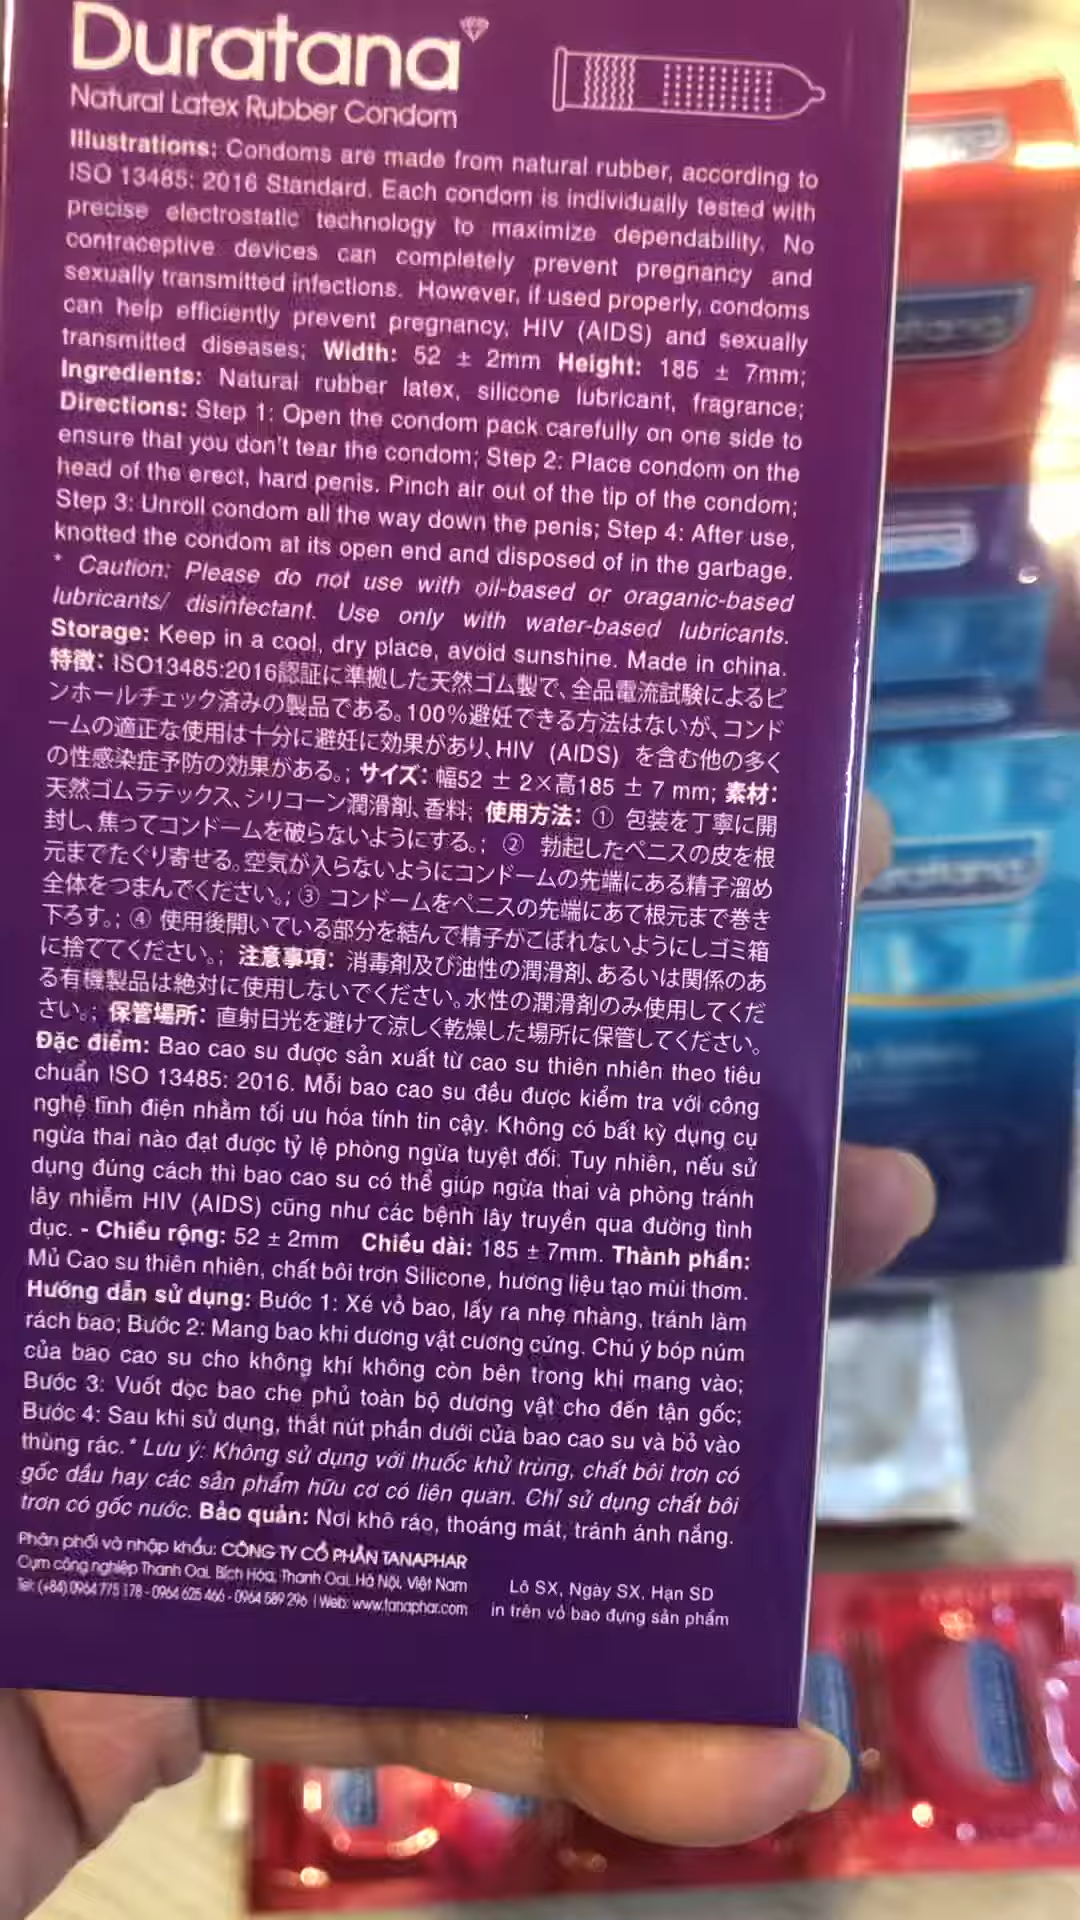 Duratana
Natural Latex Rubber Condom
Illustrations: Condoms are made from natural rubber, according to
ISO 13485: 2016 Standard. Each condom is individually tested with
precise electrostatic technology to maximize dependability. No
contraceptive devices can completely prevent pregnancy and
sexually transmitted infections. However, if used properly, condoms
can help efficiently prevent pregnancy, HIV (AIDS) and sexually
transmitted diseases; Width: 52 ± 2mm Height: 185 ± 7mm;
Ingredients: Natural rubber latex, silicone lubricant, fragrance;
Directions: Step 1: Open the condom pack carefully on one side to
ensure that you don't tear the condom; Step 2: Place condom on the
head of the erect, hard penis. Pinch air out of the tip of the condom;
Step 3: Unroll condom all the way down the penis; Step 4: After use,
knotted the condom at its open end and disposed of in the garbage.
* Caution: Please do not use with oil-based or oraganic-based
lubricants/ disinfectant. Use only with water-based lubricants.
Storage: Keep in a cool, dry place, avoid sunshine. Made in china.
特徴: ISO13485:2016認証に準拠した天然ゴム製で、全品電流試験によるピ
ンホールチェック済みの製品である。100%避妊できる方法はないが、コンド
ームの適正な使用は十分に避妊に効果があり、HIV (AIDS) を含む他の多く
の性感染症予防の効果がある。; サイズ: 幅52 ± 2×高185 ± 7 mm; 素材:
天然ゴムラテックス、シリコーン潤滑剤、香料; 使用方法: ① 包装を丁寧に開
封し、焦ってコンドームを破らないようにする。; ② 勃起したペニスの皮を根
元までたぐり寄せる。空気が入らないようにコンドームの先端にある精子溜め
全体をつまんでください。; ③ コンドームをペニスの先端にあて根元まで巻き
下ろす。; ④ 使用後開いている部分を結んで精子がこぼれないようにしゴミ箱
に捨ててください。; 注意事項: 消毒剤及び油性の潤滑剤、あるいは関係のあ
る有機製品は絶対に使用しないでください。水性の潤滑剤のみ使用してくだ
さい。; 保管場所: 直射日光を避けて涼しく乾燥した場所に保管してください。
Đặc điểm: Bao cao su được sản xuất từ cao su thiên nhiên theo tiêu
chuẩn ISO 13485: 2016. Mỗi bao cao su đều được kiểm tra với công
nghệ tĩnh điện nhằm tối ưu hóa tính tin cậy. Không có bất kỳ dụng cụ
ngừa thai nào đạt được tỷ lệ phòng ngừa tuyệt đối. Tuy nhiên, nếu sử
dụng đúng cách thì bao cao su có thể giúp ngừa thai và phòng tránh
lây nhiễm HIV (AIDS) cũng như các bệnh lây truyền qua đường tình
dục. - Chiều rộng: 52 ± 2mm Chiều dài: 185 ± 7mm. Thành phần:
Mủ Cao su thiên nhiên, chất bôi trơn Silicone, hương liệu tạo mùi thơm.
Hướng dẫn sử dụng: Bước 1: Xé vỏ bao, lấy ra nhẹ nhàng, tránh làm
rách bao; Bước 2: Mang bao khi dương vật cương cứng. Chú ý bóp núm
của bao cao su cho không khí không còn bên trong khi mang vào;
Bước 3: Vuốt dọc bao che phủ toàn bộ dương vật cho đến tận gốc;
Bước 4: Sau khi sử dụng, thắt nút phần dưới của bao cao su và bỏ vào
thùng rác. * Lưu ý: Không sử dụng với thuốc khử trùng, chất bôi trơn có
gốc dầu hay các sản phẩm hữu cơ có liên quan. Chỉ sử dụng chất bôi
trơn có gốc nước. Bảo quản: Nơi khô ráo, thoáng mát, tránh ánh nắng.
Phân phối và nhập khẩu: CÔNG TY CỔ PHẦN TANAPHAR
Cụm công nghiệp Thanh Oai, Bích Hòa, Thanh Oai, Hà Nội, Việt Nam
Tel: (+84) 0964 775 178 - 0964 625 466 - 0964 589 296 | Web: www.tanaphar.com
Lô SX, Ngày SX, Hạn SD
in trên vỏ bao đựng sản phẩm